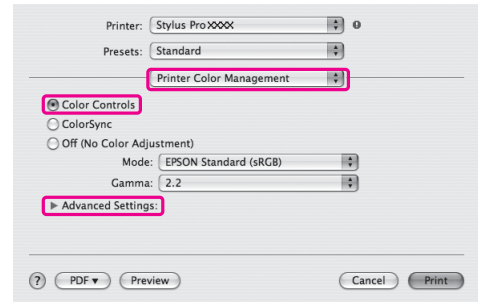 Printer: Stylus Pro XXXX
Presets: Standard
Printer Color Management
Color Controls
ColorSync
Off (No Color Adjustment)
Mode: EPSON Standard (sRGB)
Gamma: 2.2
Advanced Settings:
? PDF Preview Cancel Print